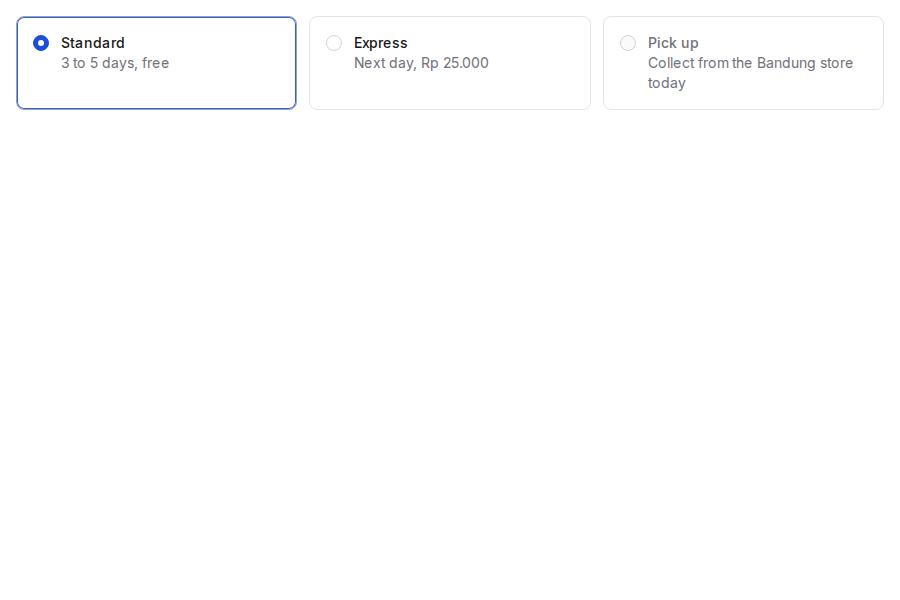 Standard
3 to 5 days, free
Express
Next day, Rp 25.000
Pick up
Collect from the Bandung store
today